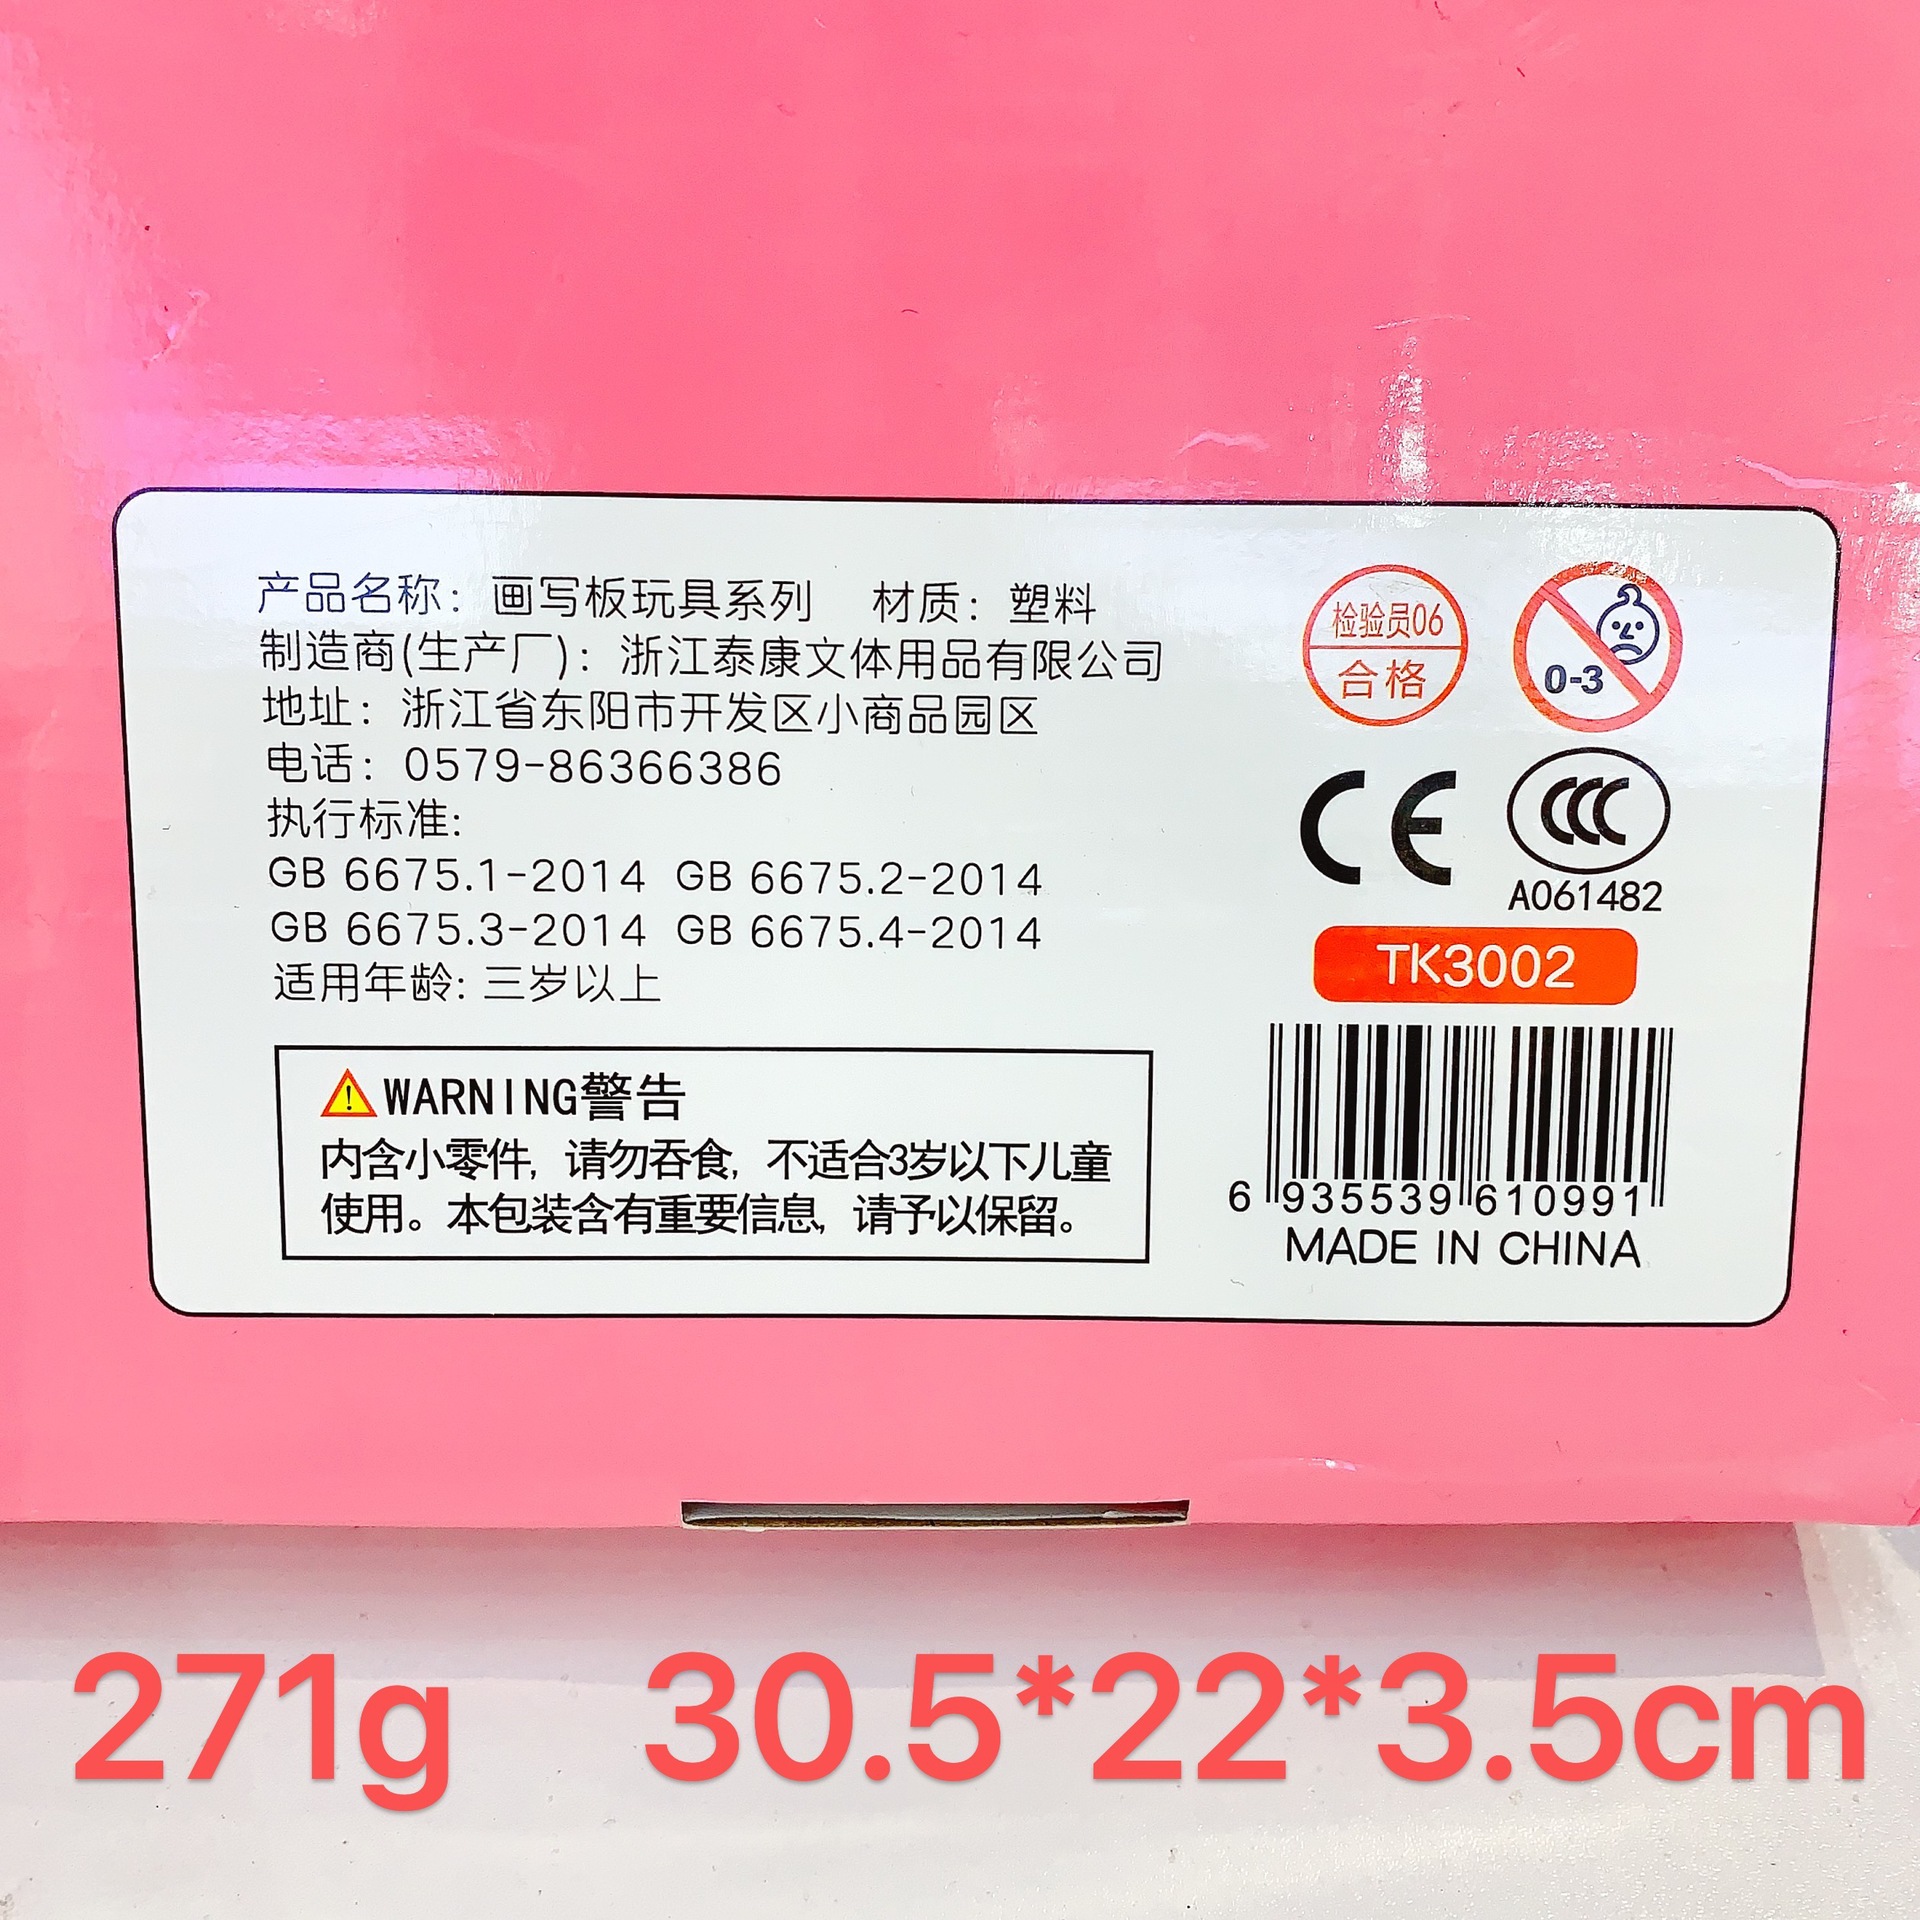 产品名称：画写板玩具系列 材质：塑料
制造商(生产厂)：浙江泰康文体用品有限公司
地址：浙江省东阳市开发区小商品园区
电话：0579-86366386
执行标准:
GB 6675.1-2014 GB 6675.2-2014
GB 6675.3-2014 GB 6675.4-2014
适用年龄: 三岁以上
WARNING警告
内含小零件, 请勿吞食, 不适合3岁以下儿童
使用。本包装含有重要信息, 请予以保留。
检验员06
合格
0-3
CE
CCC
A061482
TK3002
6 935539 610991
MADE IN CHINA
271g 30.5*22*3.5cm